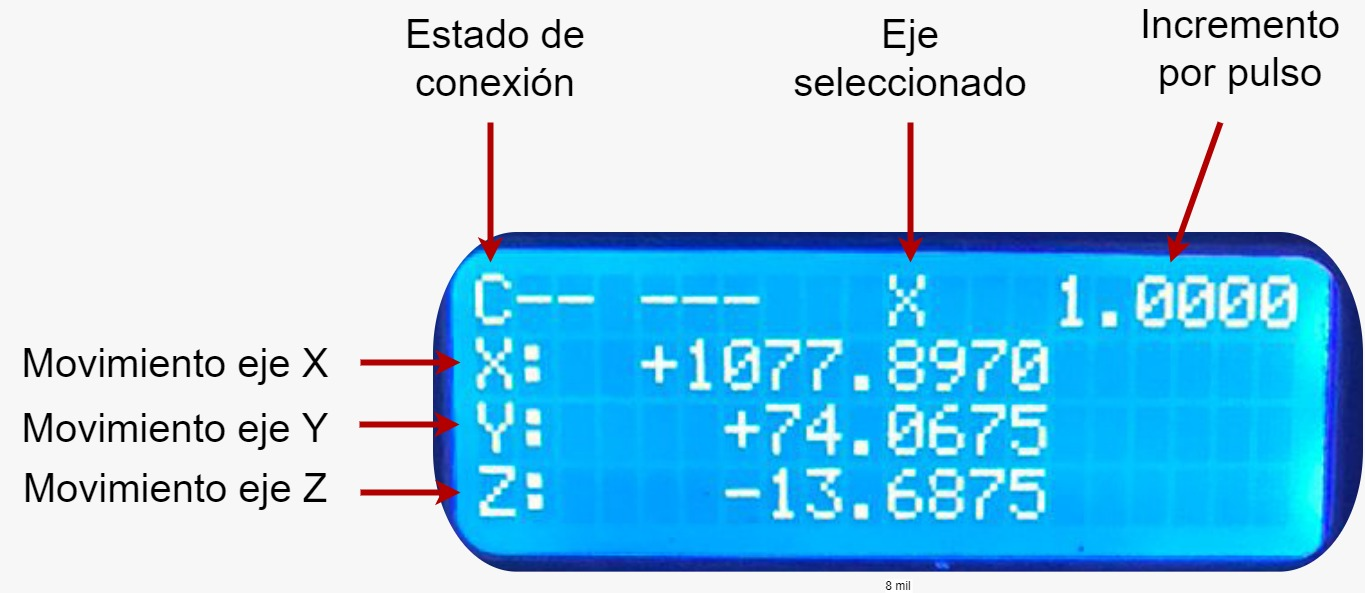 Estado de
conexión
Eje
seleccionado
Incremento
por pulso
C-- --- X 1.0000
Movimiento eje X
X: +1077.8970
Movimiento eje Y
Y: +74.0675
Movimiento eje Z
Z: -13.6875
8 mil